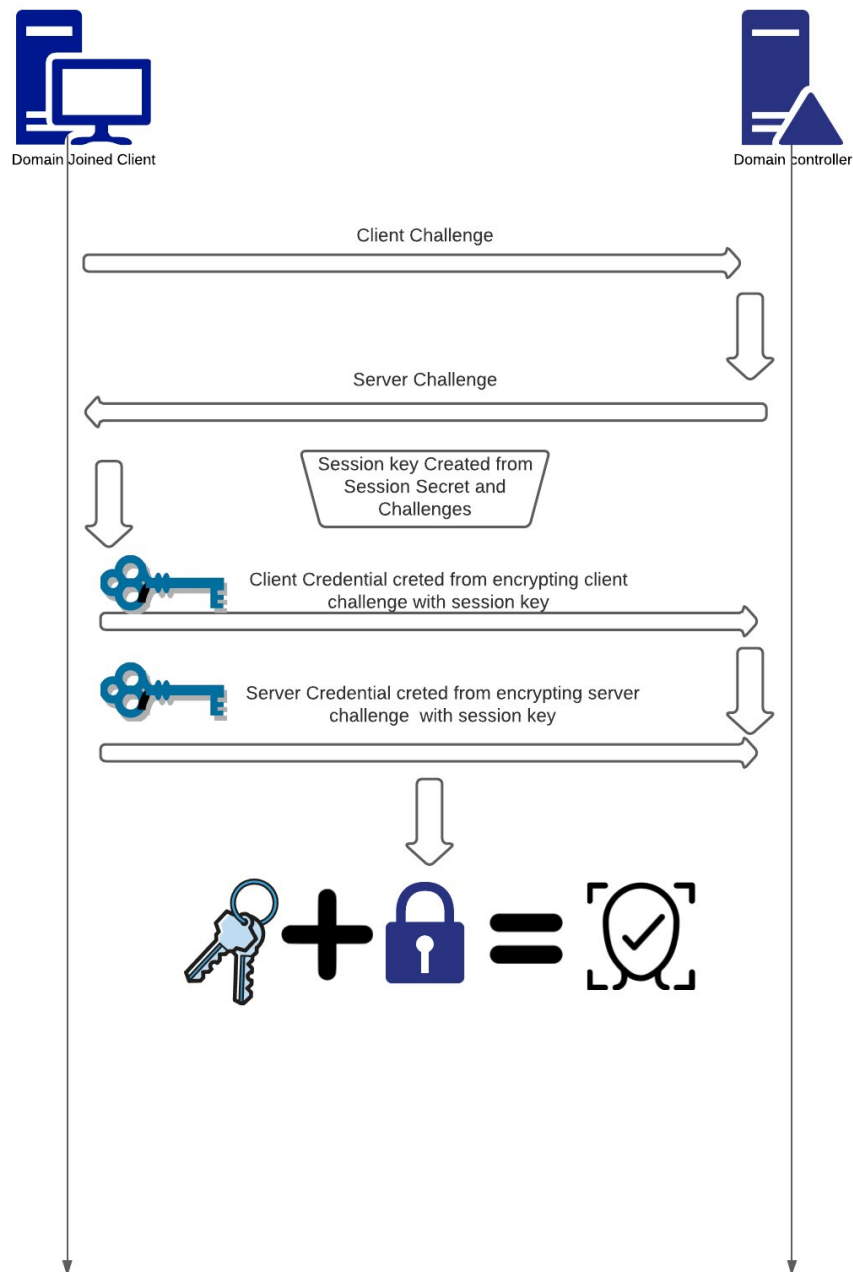 Domain Joined Client
Domain controller
Client Challenge
Server Challenge
Session key Created from
Session Secret and
Challenges
Client Credential creted from encrypting client
challenge with session key
Server Credential creted from encrypting server
challenge with session key